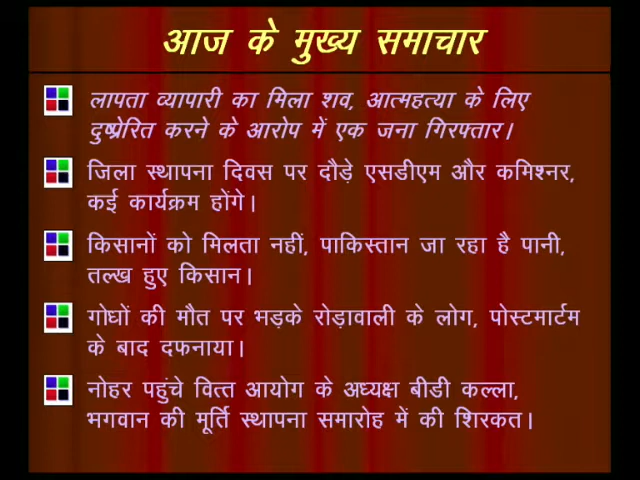 आज के मुख्य समाचार
लापता व्यापारी का मिला शव, आत्महत्या के लिए
दुष्प्रेरित करने के आरोप में एक जना गिरफ्तार।
जिला स्थापना दिवस पर दौड़े एसडीएम और कमिश्नर,
कई कार्यक्रम होंगे।
किसानों को मिलता नहीं, पाकिस्तान जा रहा है पानी,
तल्ख हुए किसान।
गोधों की मौत पर भड़के रोड़ावाली के लोग, पोस्टमार्टम
के बाद दफनाया।
नोहर पहुंचे वित्त आयोग के अध्यक्ष बीडी कल्ला,
भगवान की मूर्ति स्थापना समारोह में की शिरकत।